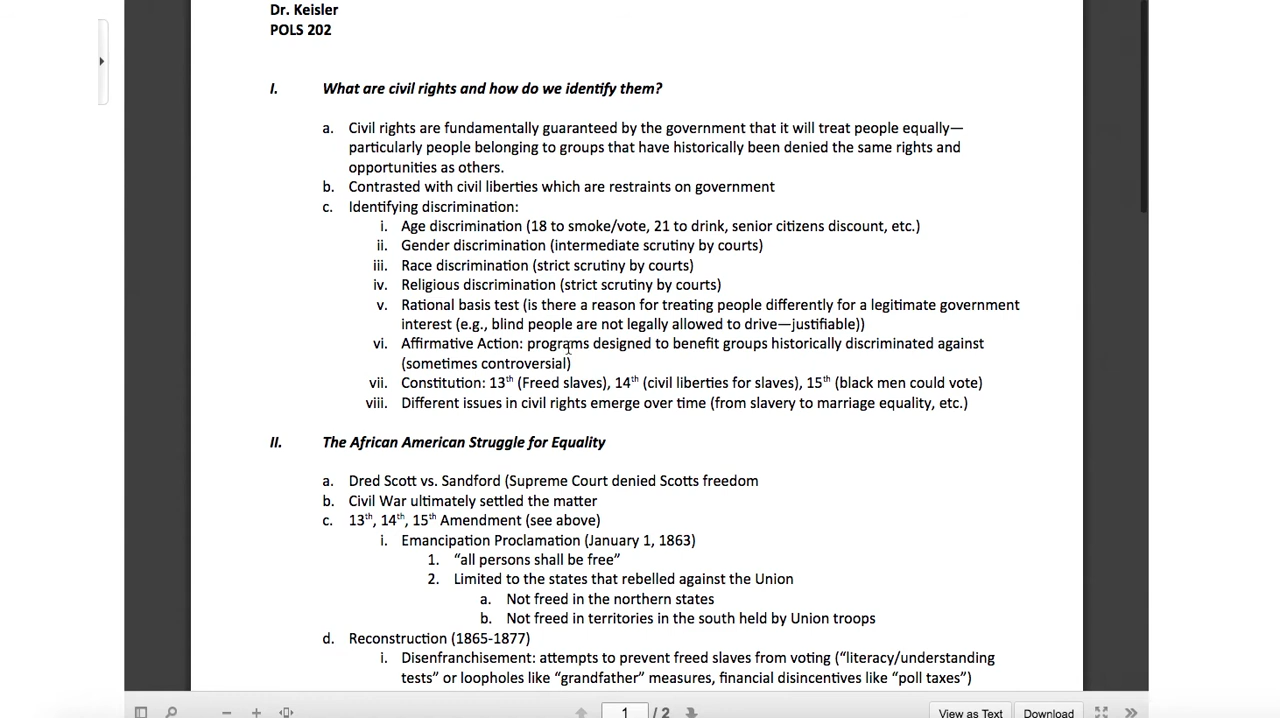 Dr. Keisler
POLS 202
I. What are civil rights and how do we identify them?
a. Civil rights are fundamentally guaranteed by the government that it will treat people equally—
particularly people belonging to groups that have historically been denied the same rights and
opportunities as others.
b. Contrasted with civil liberties which are restraints on government
c. Identifying discrimination:
i. Age discrimination (18 to smoke/vote, 21 to drink, senior citizens discount, etc.)
ii. Gender discrimination (intermediate scrutiny by courts)
iii. Race discrimination (strict scrutiny by courts)
iv. Religious discrimination (strict scrutiny by courts)
v. Rational basis test (is there a reason for treating people differently for a legitimate government
interest (e.g., blind people are not legally allowed to drive—justifiable))
vi. Affirmative Action: programs designed to benefit groups historically discriminated against
(sometimes controversial)
vii. Constitution: 13th (Freed slaves), 14th (civil liberties for slaves), 15th (black men could vote)
viii. Different issues in civil rights emerge over time (from slavery to marriage equality, etc.)
II. The African American Struggle for Equality
a. Dred Scott vs. Sandford (Supreme Court denied Scotts freedom
b. Civil War ultimately settled the matter
c. 13th, 14th, 15th Amendment (see above)
i. Emancipation Proclamation (January 1, 1863)
1. “all persons shall be free”
2. Limited to the states that rebelled against the Union
a. Not freed in the northern states
b. Not freed in territories in the south held by Union troops
d. Reconstruction (1865-1877)
i. Disenfranchisement: attempts to prevent freed slaves from voting (“literacy/understanding
tests” or loopholes like “grandfather” measures, financial disincentives like “poll taxes”)
1 / 2 View as Text Download